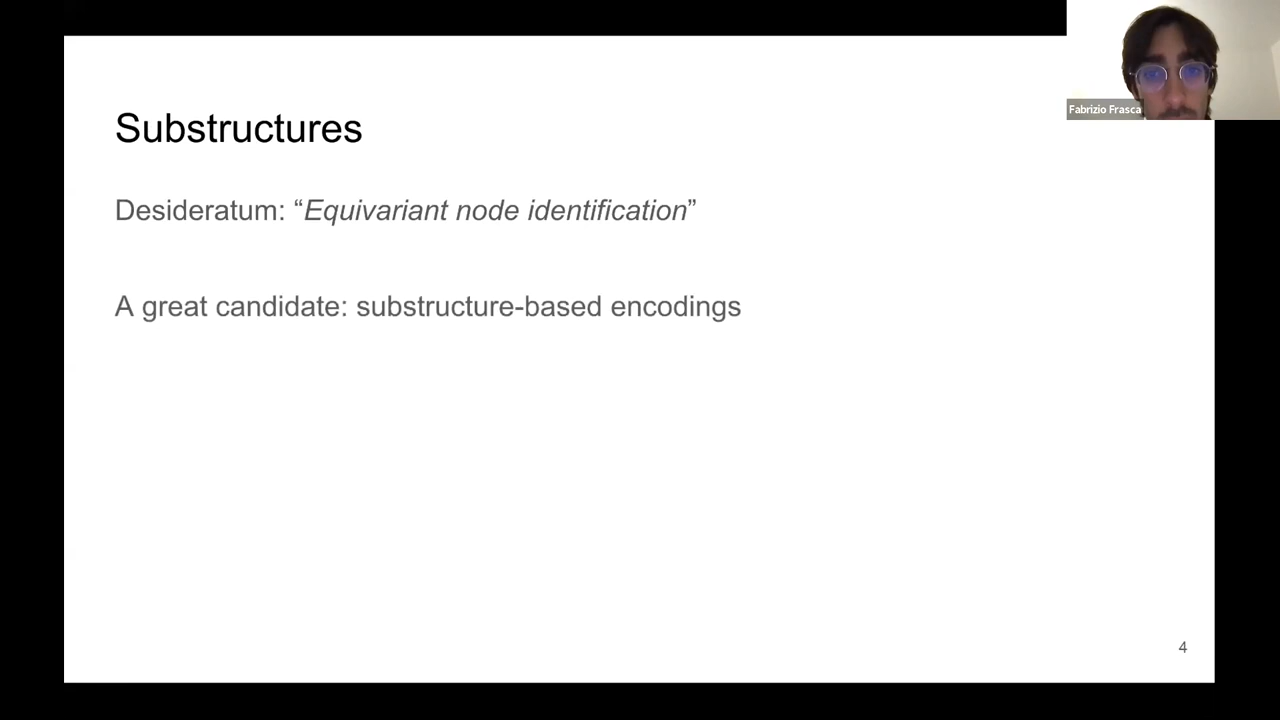 Fabrizio Frasca
Substructures
Desideratum: “Equivariant node identification”
A great candidate: substructure-based encodings
4